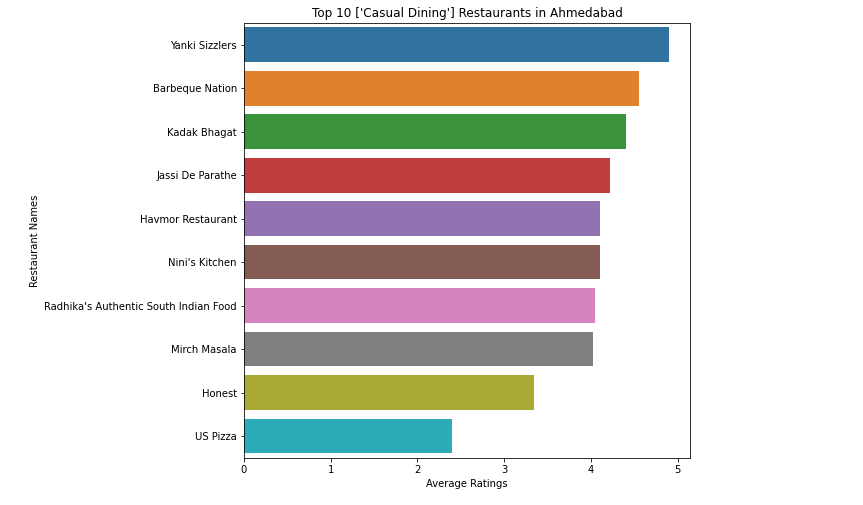 Top 10 ['Casual Dining'] Restaurants in Ahmedabad
Restaurant Names
Yanki Sizzlers
Barbeque Nation
Kadak Bhagat
Jassi De Parathe
Havmor Restaurant
Nini's Kitchen
Radhika's Authentic South Indian Food
Mirch Masala
Honest
US Pizza
0 1 2 3 4 5
Average Ratings